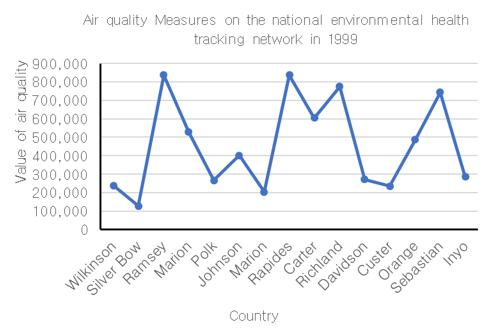 Air quality Measures on the national environmental health
tracking network in 1999
Value of air quality
900,000
800,000
700,000
600,000
500,000
400,000
300,000
200,000
100,000
0
Wilkinson
Silver Bow
Ramsey
Marion
Polk
Johnson
Marion
Rapides
Carter
Richland
Davidson
Custer
Orange
Sebastian
Inyo
Country